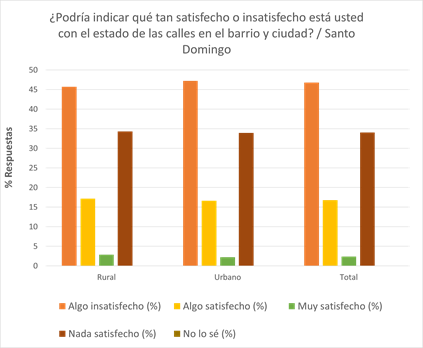 ¿Podría indicar qué tan satisfecho o insatisfecho está usted
con el estado de las calles en el barrio y ciudad? / Santo
Domingo
% Respuestas
50
45
40
35
30
25
20
15
10
5
0
Rural
Urbano
Total
Algo insatisfecho (%)
Algo satisfecho (%)
Muy satisfecho (%)
Nada satisfecho (%)
No lo sé (%)